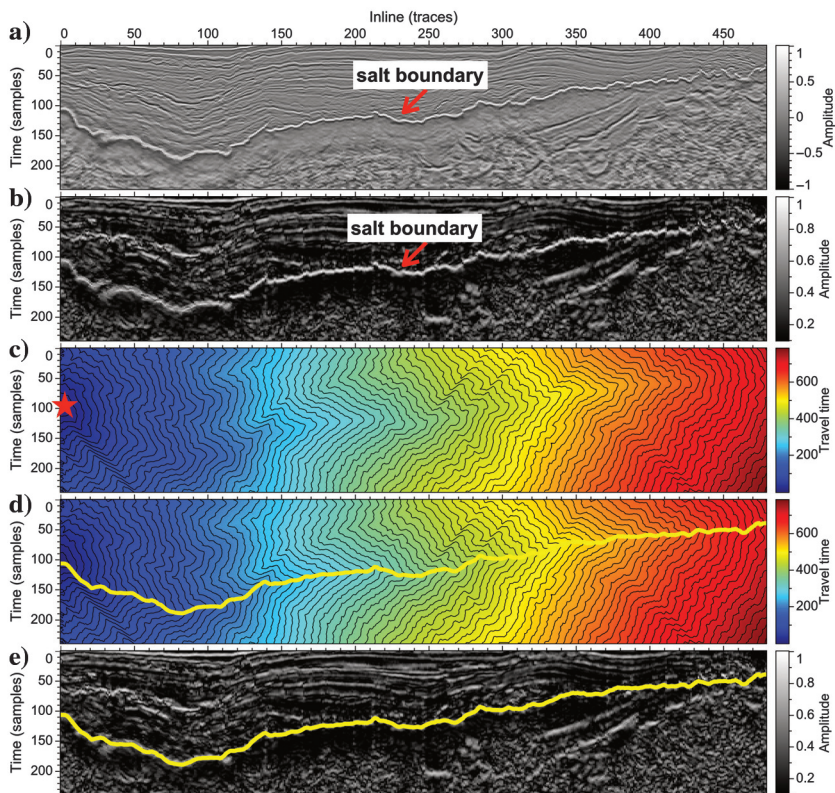 Inline (traces)
0 50 100 150 200 250 300 350 400 450
a)
0
50
100
150
200
Time (samples)
salt boundary
1
0.5
0
−0.5
−1
Amplitude
b)
0
50
100
150
200
Time (samples)
salt boundary
1
0.8
0.6
0.4
0.2
Amplitude
c)
0
50
100
150
200
Time (samples)
600
400
200
Travel time
d)
0
50
100
150
200
Time (samples)
600
400
200
Travel time
e)
0
50
100
150
200
Time (samples)
1
0.8
0.6
0.4
0.2
Amplitude